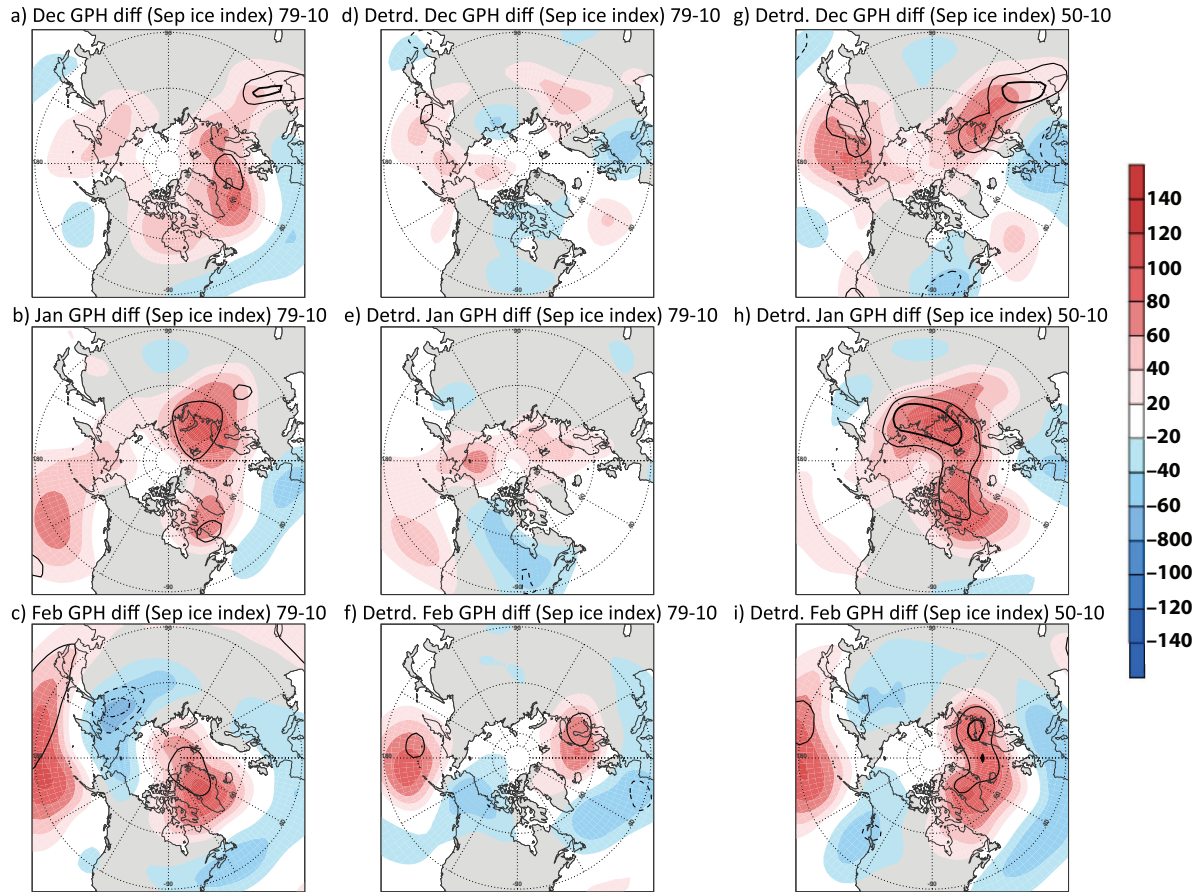 a) Dec GPH diff (Sep ice index) 79-10
d) Detrd. Dec GPH diff (Sep ice index) 79-10
g) Detrd. Dec GPH diff (Sep ice index) 50-10
b) Jan GPH diff (Sep ice index) 79-10
e) Detrd. Jan GPH diff (Sep ice index) 79-10
h) Detrd. Jan GPH diff (Sep ice index) 50-10
c) Feb GPH diff (Sep ice index) 79-10
f) Detrd. Feb GPH diff (Sep ice index) 79-10
i) Detrd. Feb GPH diff (Sep ice index) 50-10
140
120
100
80
60
40
20
−20
−40
−60
−800
−100
−120
−140